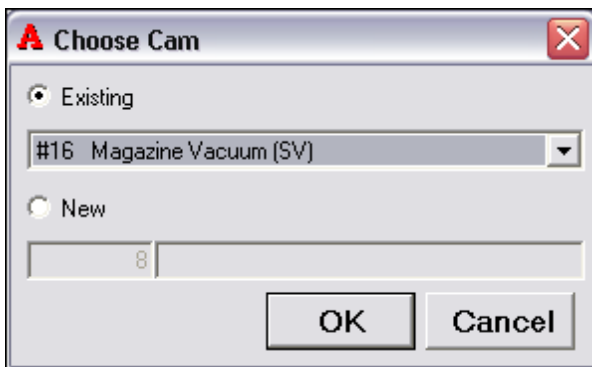 A Choose Cam
Existing
#16 Magazine Vacuum (SV)
New
8
OK Cancel